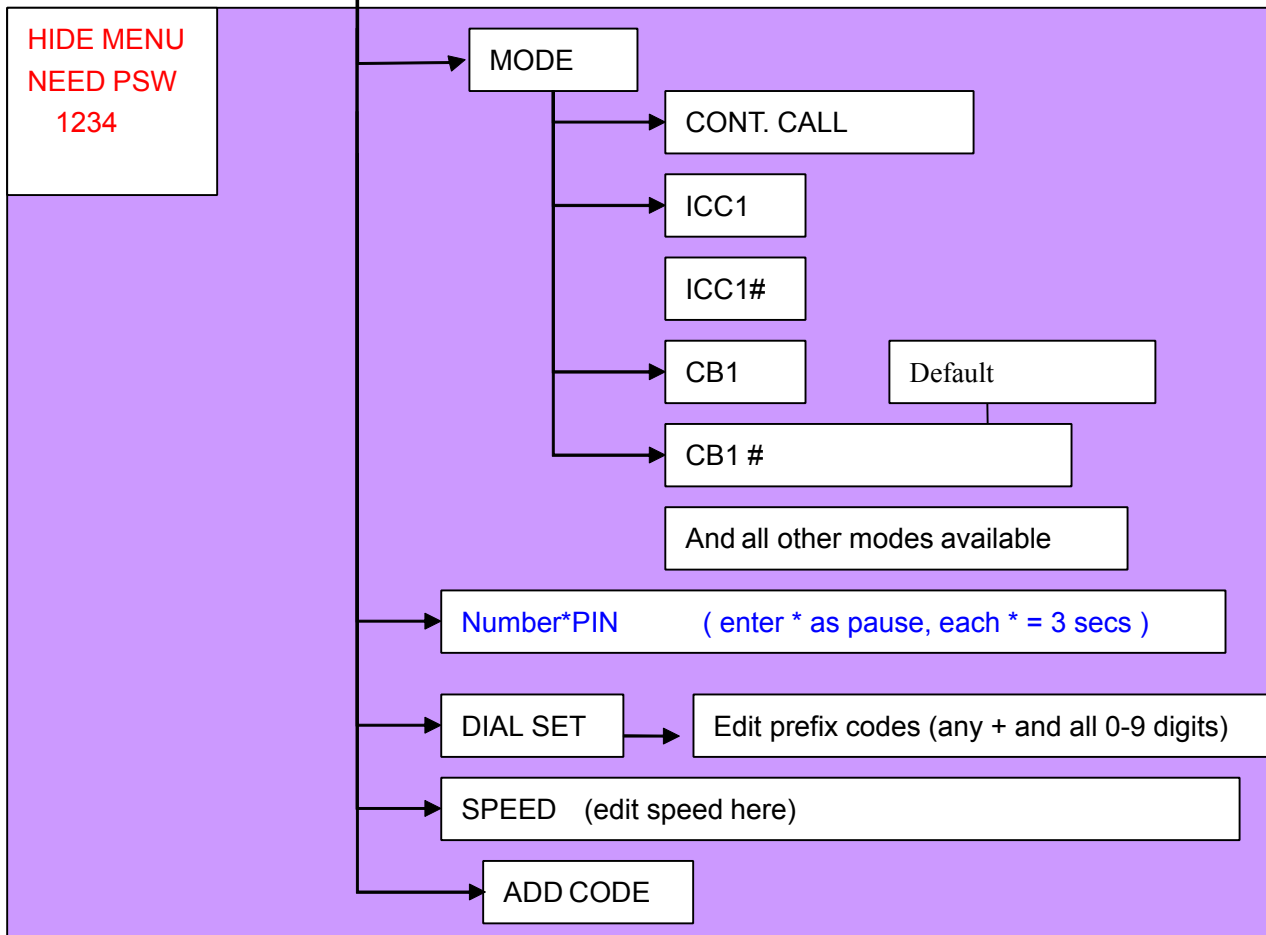 HIDE MENU
NEED PSW
1234
MODE
CONT. CALL
ICC1
ICC1#
CB1
Default
CB1 #
And all other modes available
Number*PIN ( enter * as pause, each * = 3 secs )
DIAL SET
Edit prefix codes (any + and all 0-9 digits)
SPEED (edit speed here)
ADD CODE